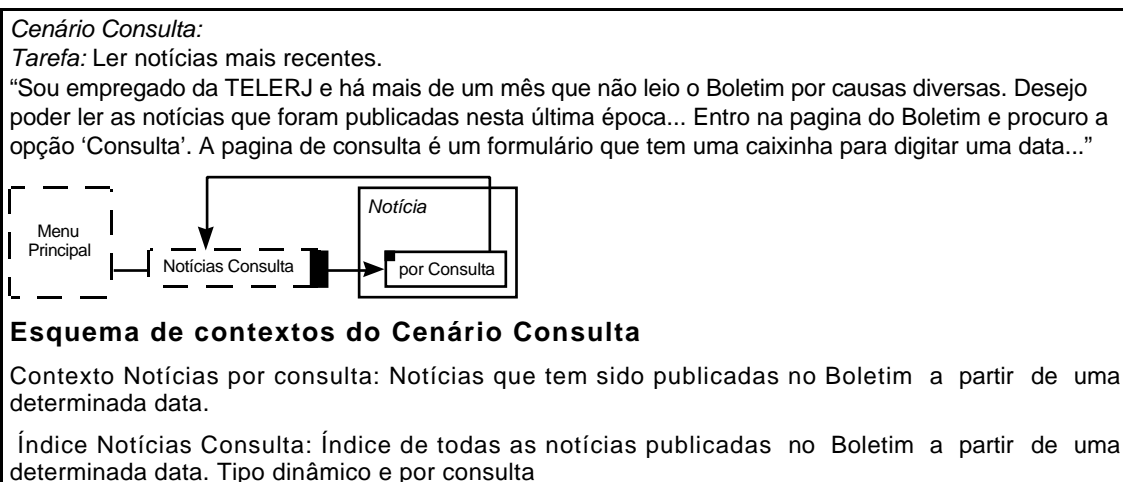 Cenário Consulta:
Tarefa: Ler notícias mais recentes.
“Sou empregado da TELERJ e há mais de um mês que não leio o Boletim por causas diversas. Desejo
poder ler as notícias que foram publicadas nesta última época... Entro na pagina do Boletim e procuro a
opção ‘Consulta’. A pagina de consulta é um formulário que tem uma caixinha para digitar uma data...”
Menu
Principal
Notícias Consulta
Notícia
por Consulta
Esquema de contextos do Cenário Consulta
Contexto Notícias por consulta: Notícias que tem sido publicadas no Boletim a partir de uma
determinada data.
Índice Notícias Consulta: Índice de todas as notícias publicadas no Boletim a partir de uma
determinada data. Tipo dinâmico e por consulta